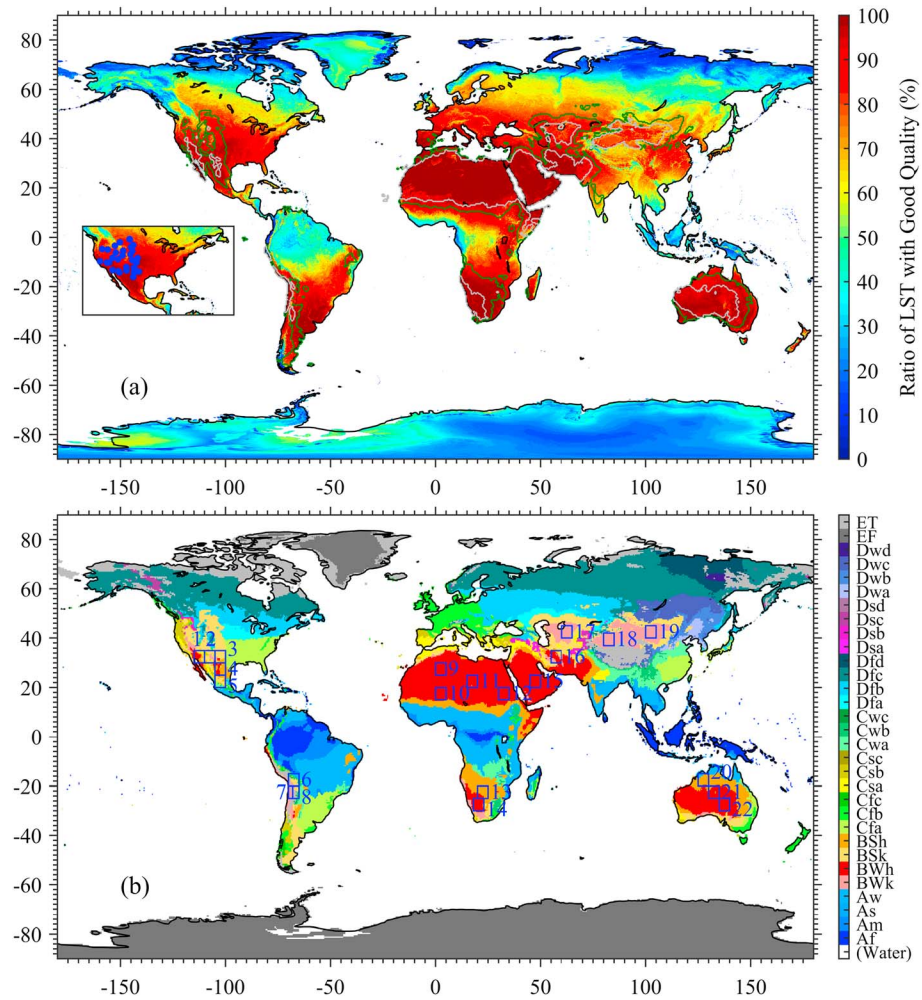 80
60
40
20
0
-20
-40
-60
-80
(a)
-150 -100 -50 0 50 100 150
100
90
80
70
60
50
40
30
20
10
0
Ratio of LST with Good Quality (%)
80
60
40
20
0
-20
-40
-60
-80
(b)
1 2 3
4
6
7 8
9
10 11
13
14
16
17 18 19
20
21
22
-150 -100 -50 0 50 100 150
ET
EF
Dwd
Dwc
Dwb
Dwa
Dsd
Dsc
Dsb
Dsa
Dfd
Dfc
Dfb
Dfa
Cwc
Cwb
Cwa
Csc
Csb
Csa
Cfc
Cfb
Cfa
BSh
BSk
BWh
BWk
Aw
As
Am
Af
(Water)